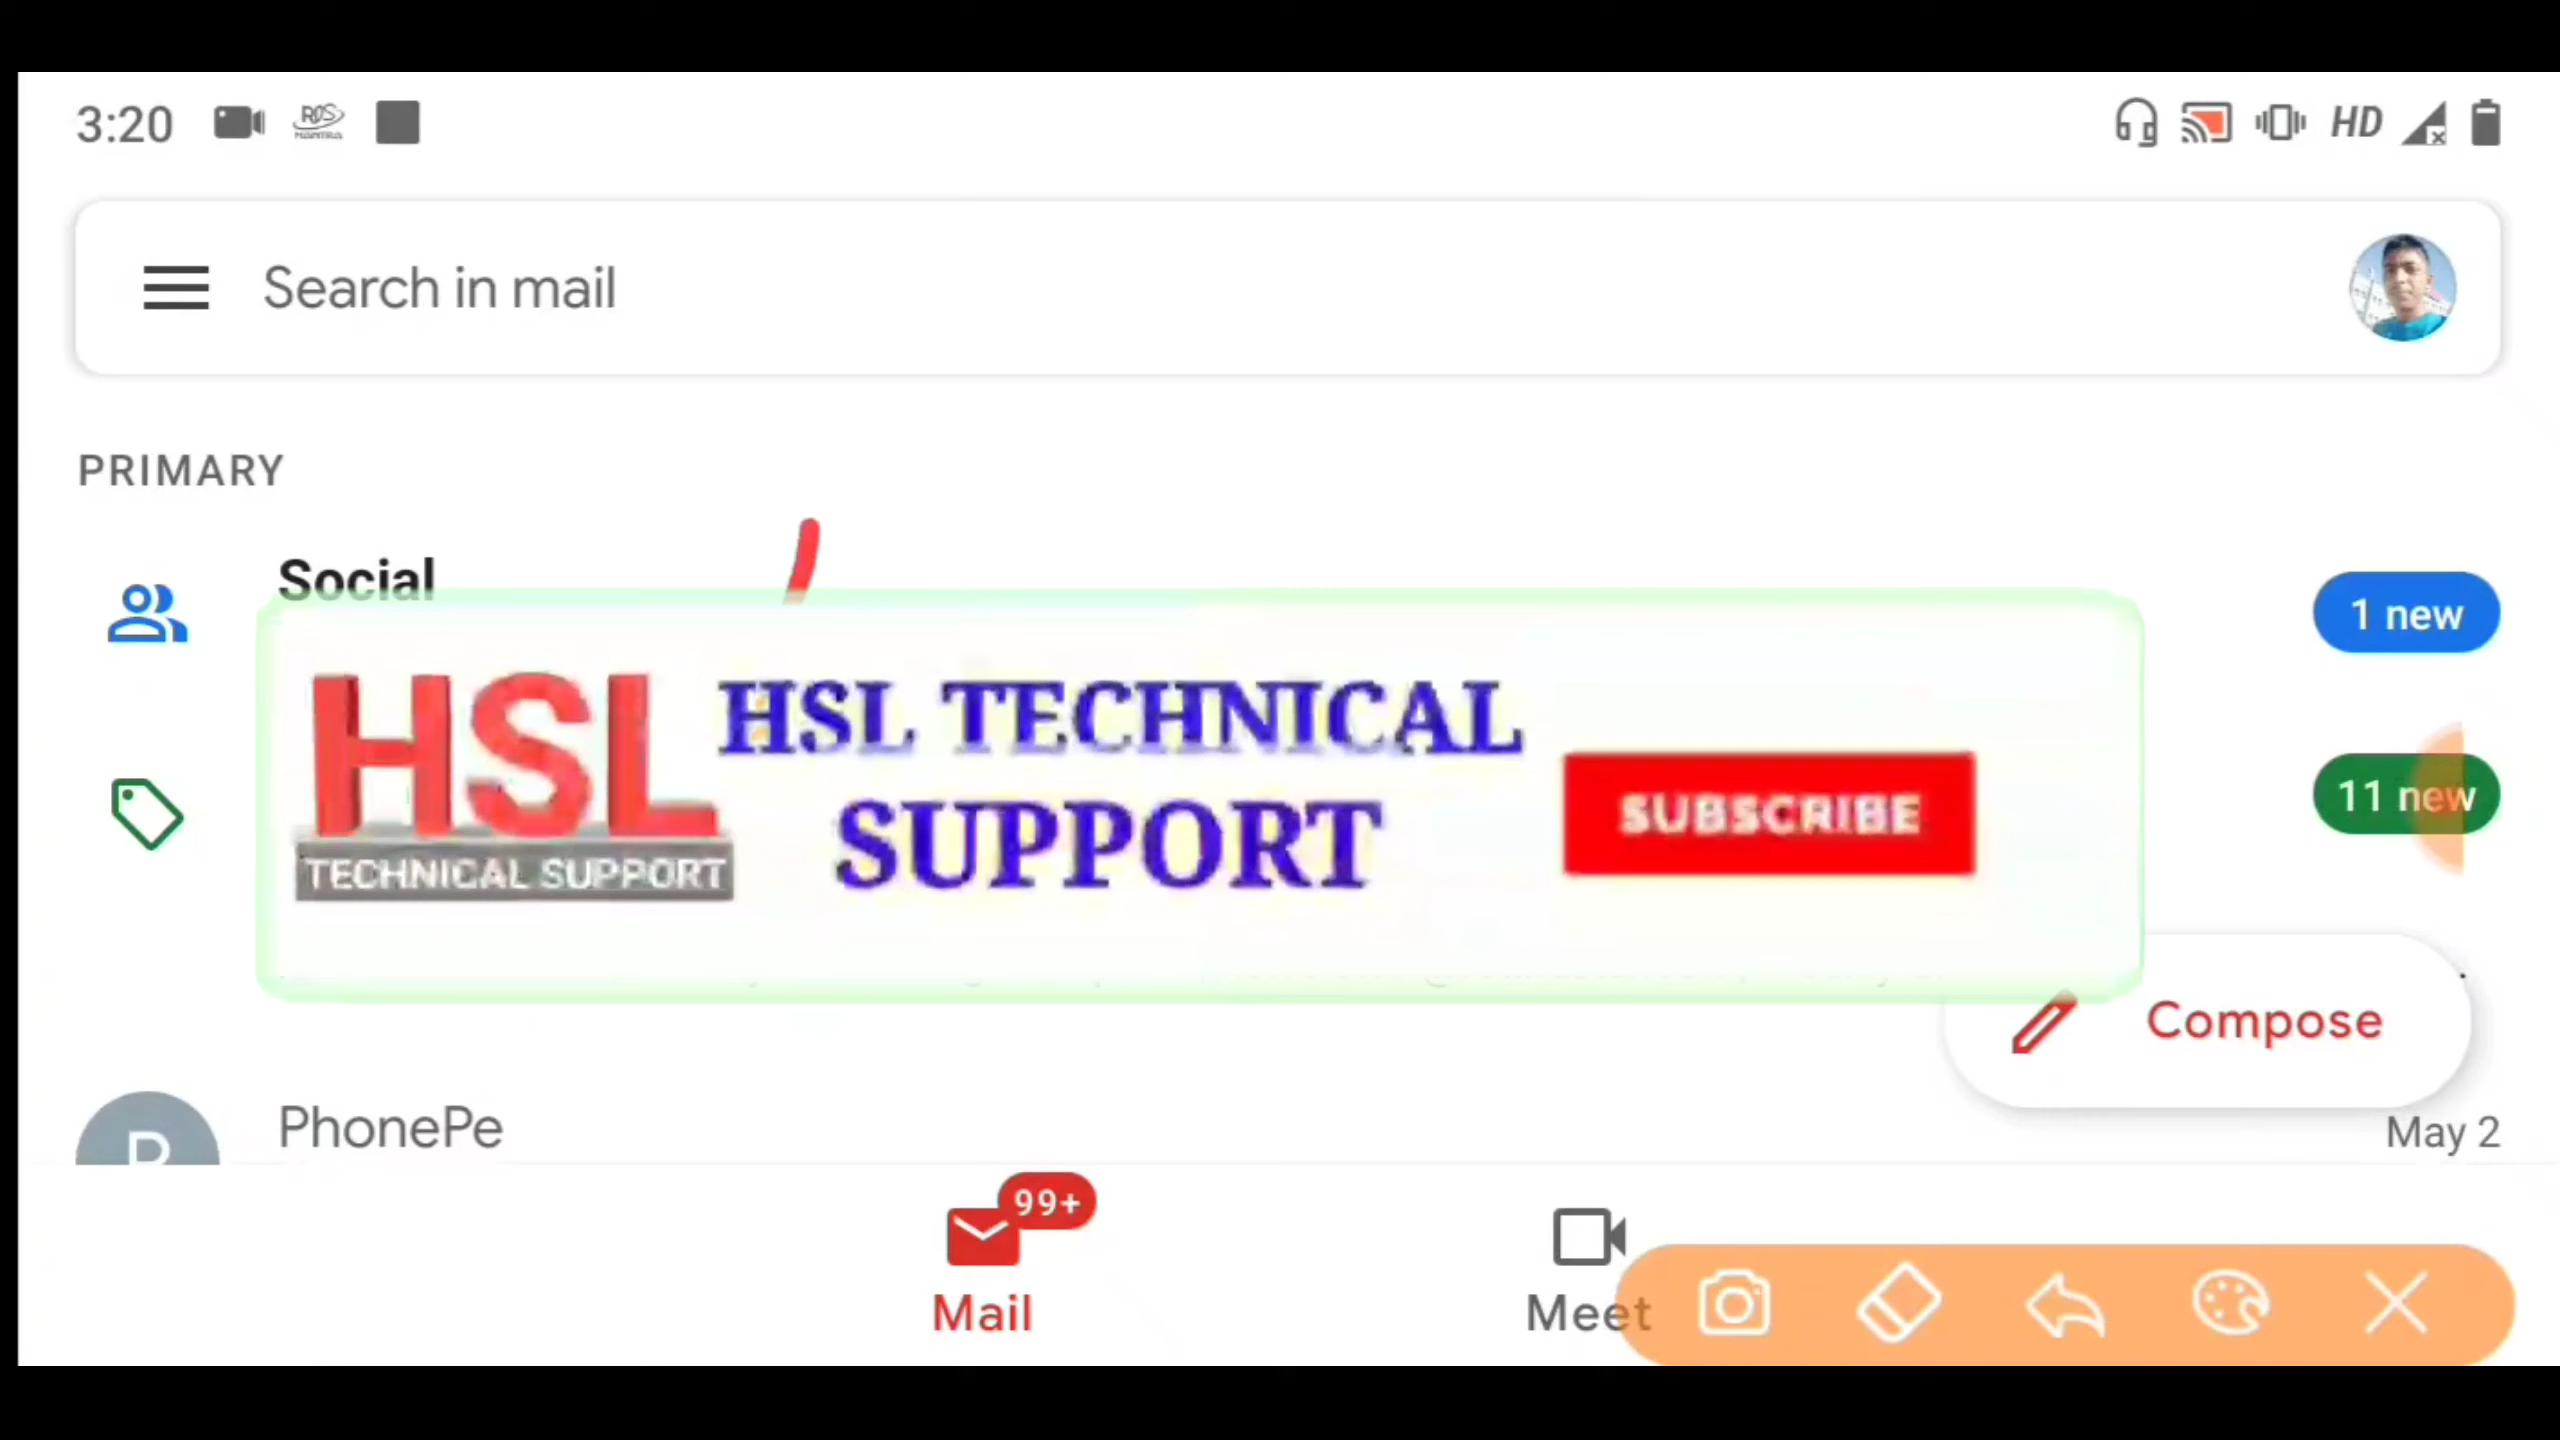 3:20
HD
Search in mail
PRIMARY
Social
1 new
HSL
TECHNICAL SUPPORT
HSL TECHNICAL
SUPPORT
SUBSCRIBE
11 new
Compose
PhonePe
May 2
99+
Mail
Meet